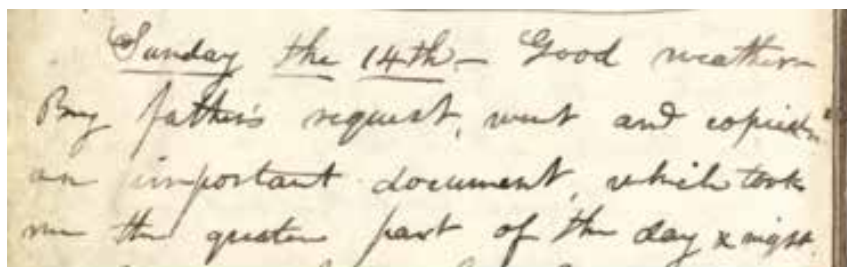 Sunday the 14th — Good weather —
By father's request, went and copied
an important document, which took
me the greater part of the day & night.